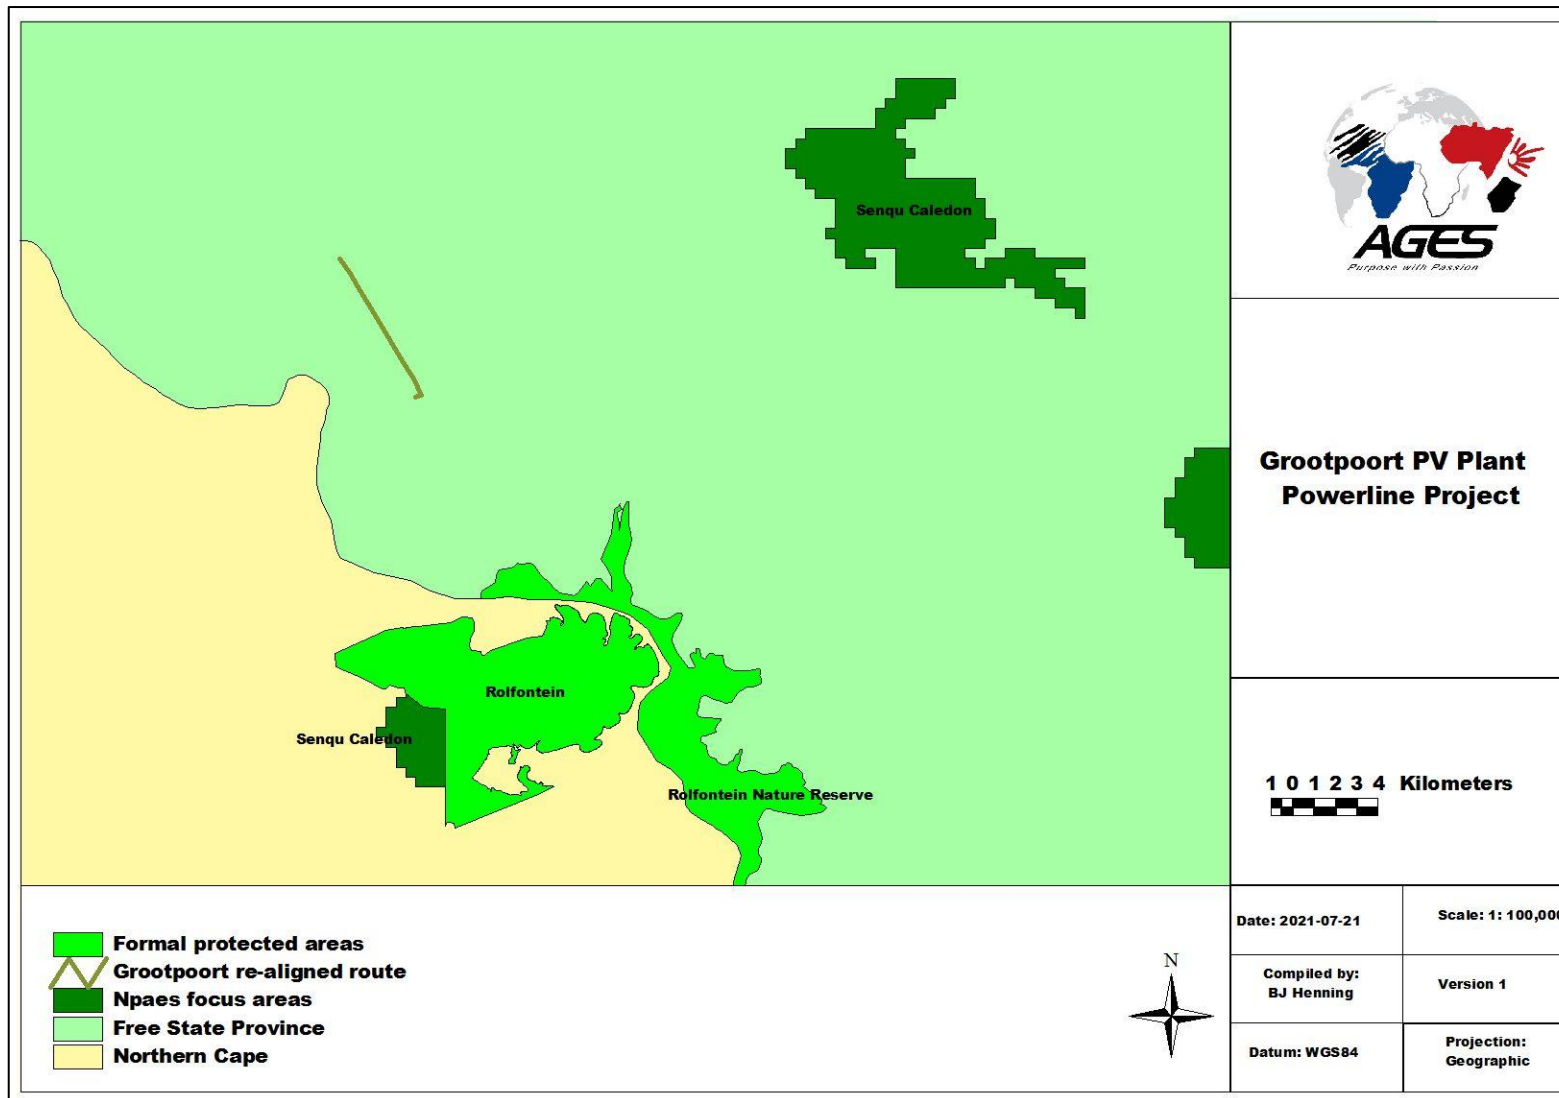 Senqu Caledon
Rolfontein
Senqu Caledon
Rolfontein Nature Reserve
AGES
Purpose with Passion
Grootpoort PV Plant
Powerline Project
1 0 1 2 3 4 Kilometers
Formal protected areas
Grootpoort re-aligned route
Npaes focus areas
Free State Province
Northern Cape
N
Date: 2021-07-21
Scale: 1: 100,000
Compiled by:
BJ Henning
Version 1
Datum: WGS84
Projection:
Geographic